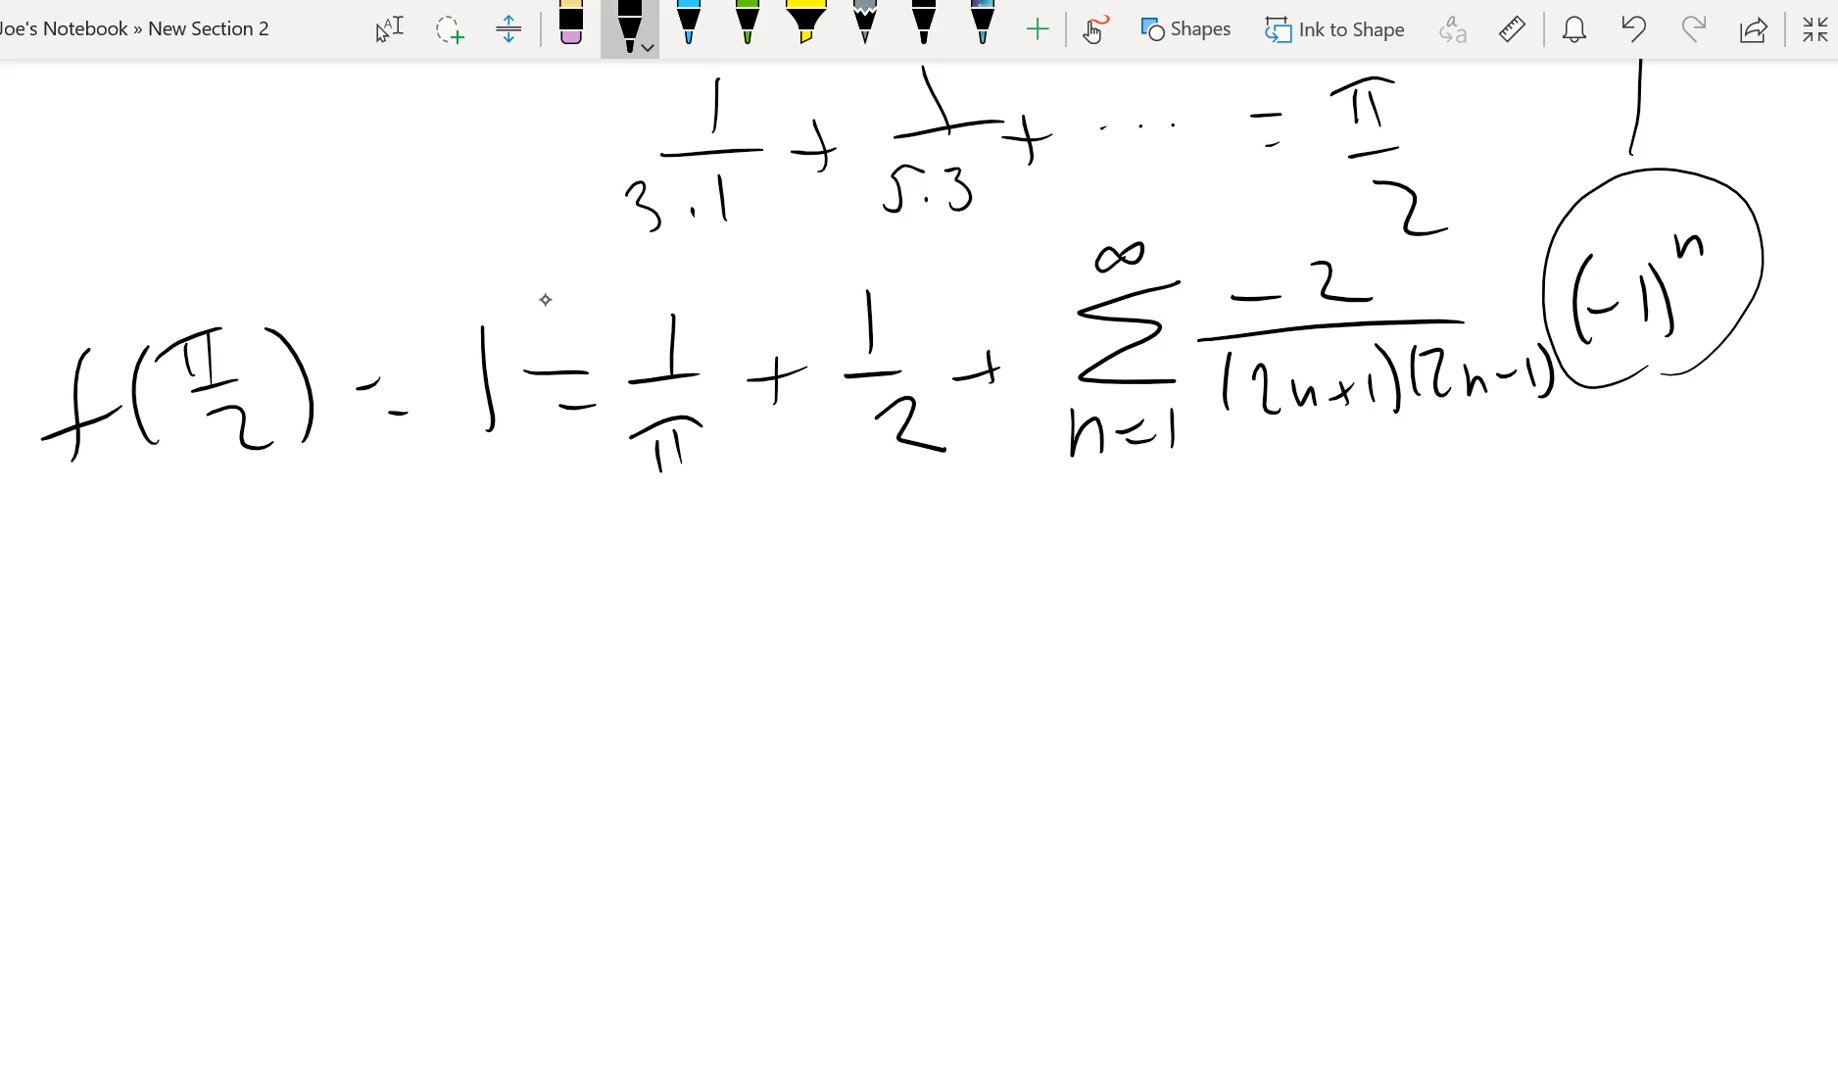 Joe's Notebook » New Section 2 Shapes Ink to Shape
1/(3·1) + 1/(5·3) + ··· = π/2
f(π/2) = 1 = 1/π + 1/2 + ∑_{n=1}^{∞} -2/((2n+1)(2n-1)) (-1)^n